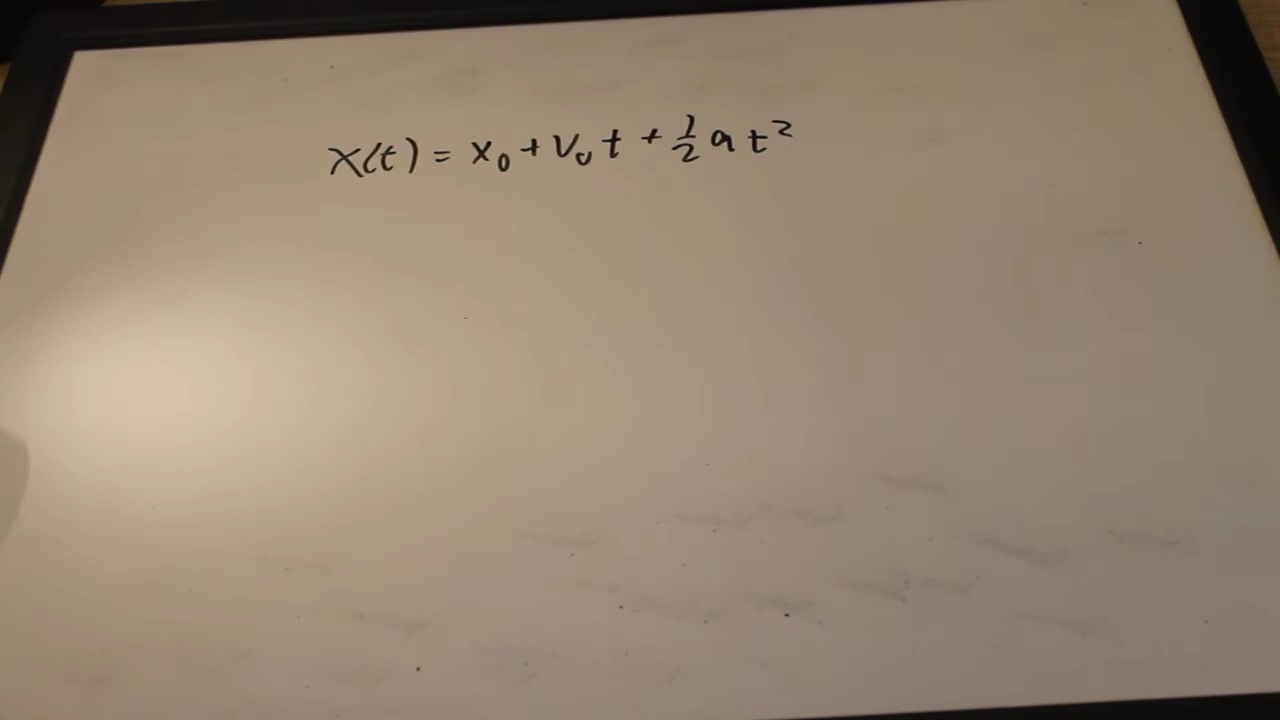 x(t) = x₀ + v₀t + ½at²